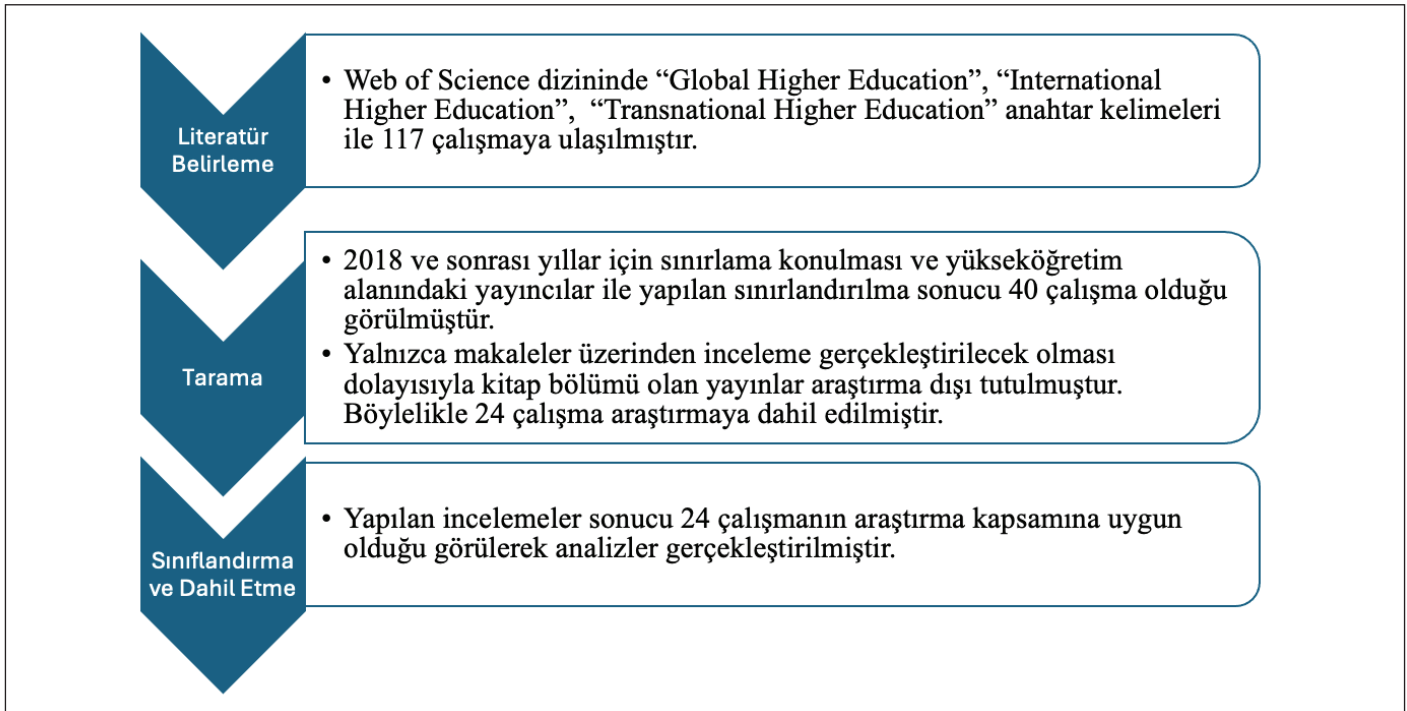 Literatür
Belirleme
• Web of Science dizininde “Global Higher Education”, “International
Higher Education”, “Transnational Higher Education” anahtar kelimeleri
ile 117 çalışmaya ulaşılmıştır.
Tarama
• 2018 ve sonrası yıllar için sınırlama konulması ve yükseköğretim
alanındaki yayıncılar ile yapılan sınırlandırılma sonucu 40 çalışma olduğu
görülmüştür.
• Yalnızca makaleler üzerinden inceleme gerçekleştirilecek olması
dolayısıyla kitap bölümü olan yayınlar araştırma dışı tutulmuştur.
Böylelikle 24 çalışma araştırmaya dahil edilmiştir.
Sınıflandırma
ve Dahil Etme
• Yapılan incelemeler sonucu 24 çalışmanın araştırma kapsamına uygun
olduğu görülerek analizler gerçekleştirilmiştir.